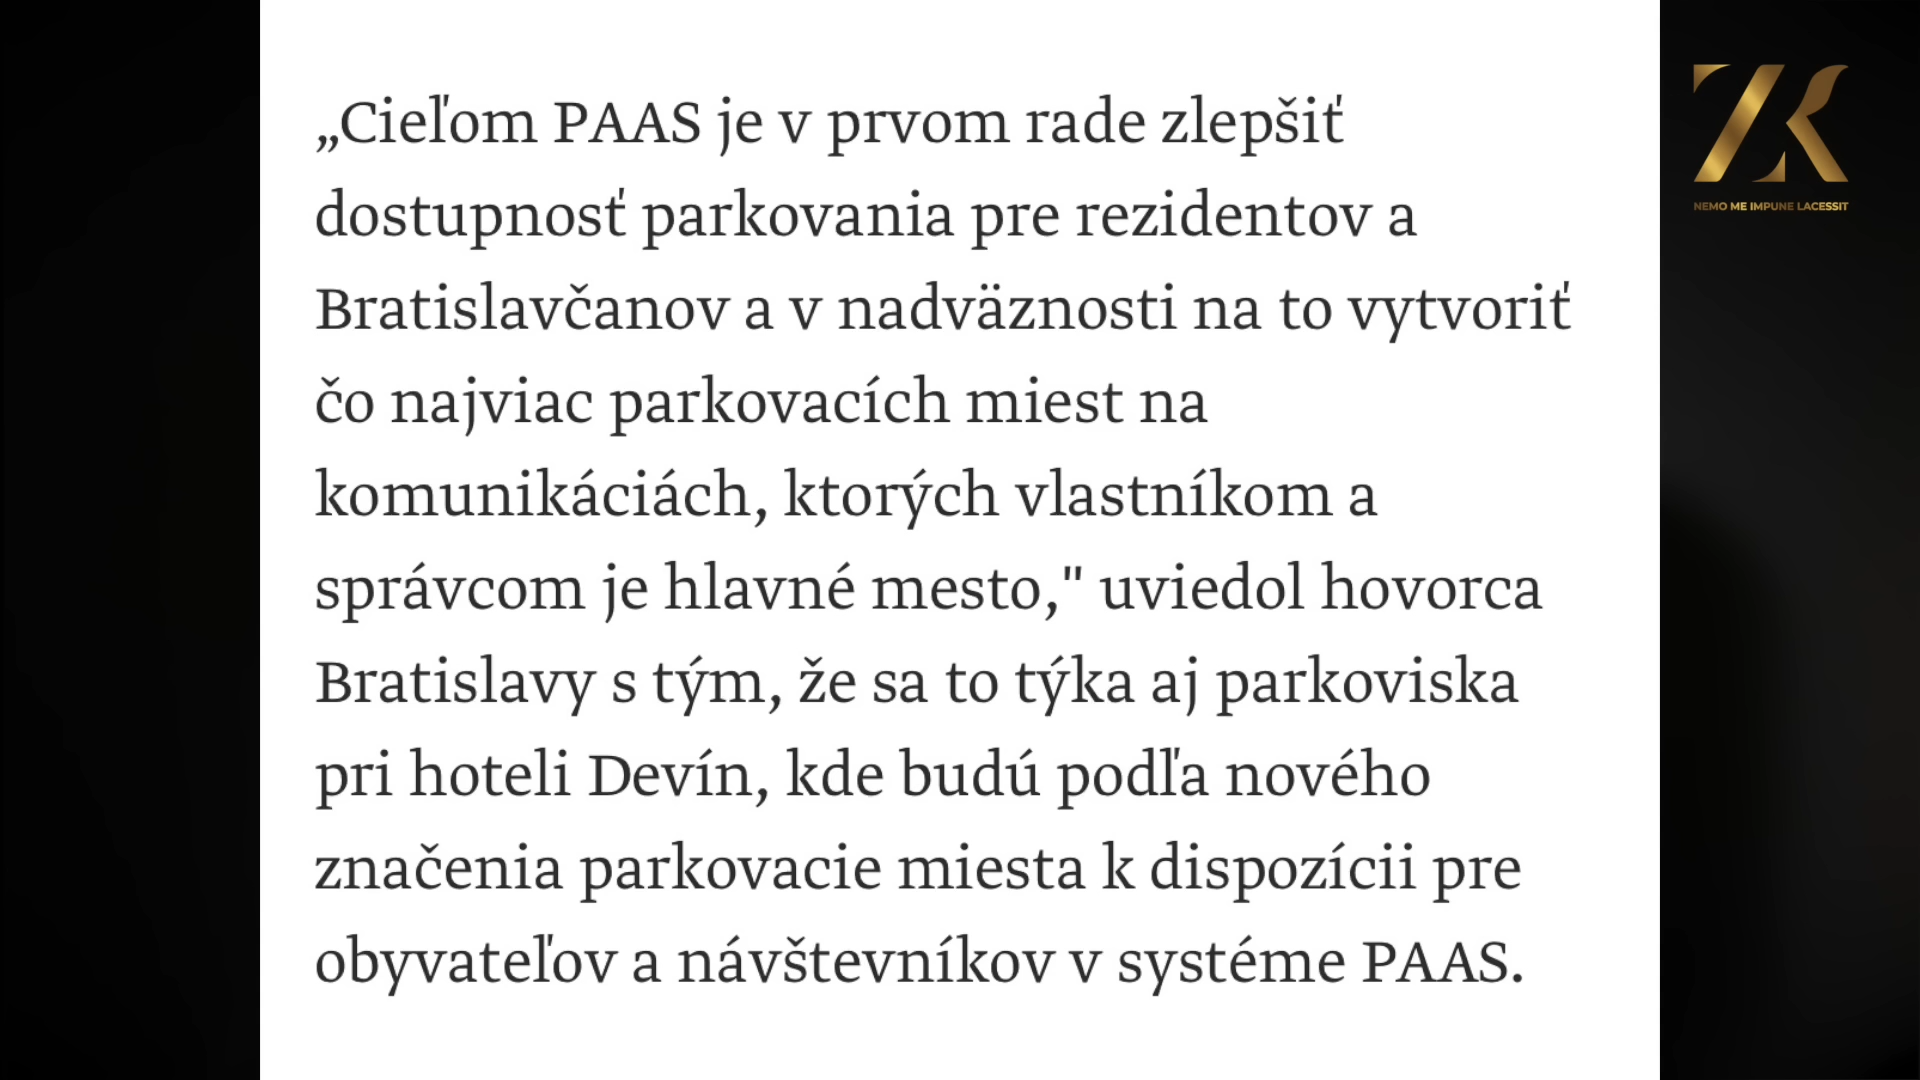 „Cieľom PAAS je v prvom rade zlepšiť
dostupnosť parkovania pre rezidentov a
Bratislavčanov a v nadväznosti na to vytvoriť
čo najviac parkovacích miest na
komunikáciách, ktorých vlastníkom a
správcom je hlavné mesto," uviedol hovorca
Bratislavy s tým, že sa to týka aj parkoviska
pri hoteli Devín, kde budú podľa nového
značenia parkovacie miesta k dispozícii pre
obyvateľov a návštevníkov v systéme PAAS.
ZK
NEMO ME IMPUNE LACESSIT